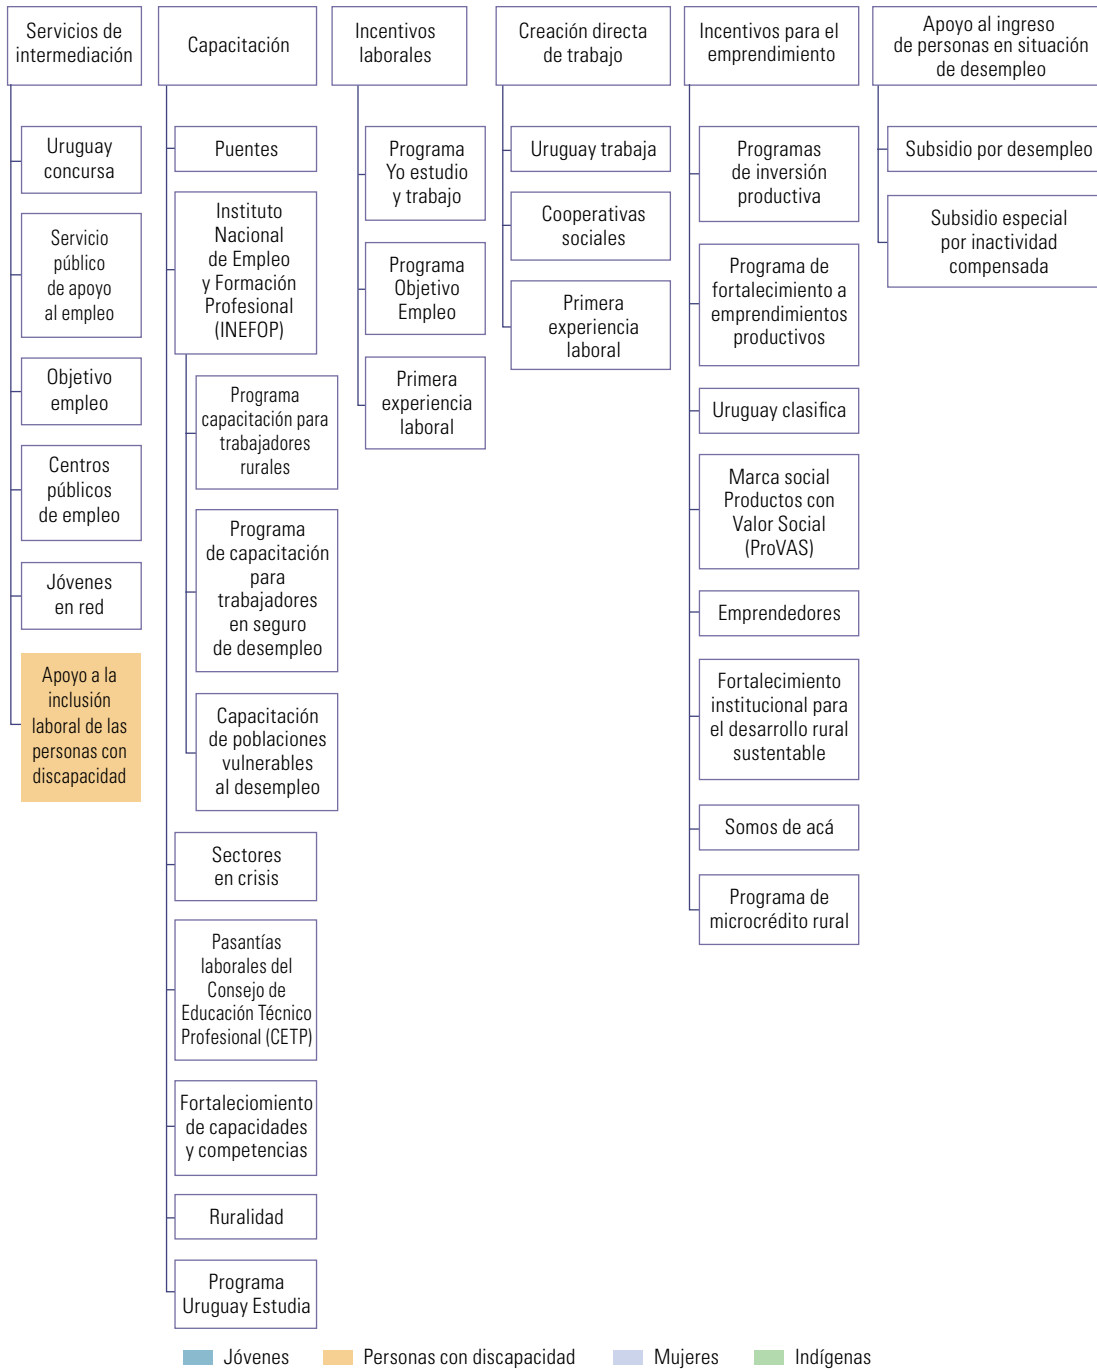 Servicios de
intermediación
Uruguay
concursa
Servicio
público
de apoyo
al empleo
Objetivo
empleo
Centros
públicos
de empleo
Jóvenes
en red
Apoyo a la
inclusión
laboral de las
personas con
discapacidad
Capacitación
Puentes
Instituto
Nacional
de Empleo
y Formación
Profesional
(INEFOP)
Programa
capacitación para
trabajadores
rurales
Programa
de capacitación
para
trabajadores
en seguro
de desempleo
Capacitación
de poblaciones
vulnerables
al desempleo
Sectores
en crisis
Pasantías
laborales del
Consejo de
Educación Técnico
Profesional (CETP)
Fortaleciomiento
de capacidades
y competencias
Ruralidad
Programa
Uruguay Estudia
Incentivos
laborales
Programa
Yo estudio
y trabajo
Programa
Objetivo
Empleo
Primera
experiencia
laboral
Creación directa
de trabajo
Uruguay trabaja
Cooperativas
sociales
Primera
experiencia
laboral
Incentivos para el
emprendimiento
Programas
de inversión
productiva
Programa de
fortalecimiento a
emprendimientos
productivos
Uruguay clasifica
Marca social
Productos con
Valor Social
(ProVAS)
Emprendedores
Fortalecimiento
institucional para
el desarrollo rural
sustentable
Somos de acá
Programa de
microcrédito rural
Apoyo al ingreso
de personas en situación
de desempleo
Subsidio por desempleo
Subsidio especial
por inactividad
compensada
Jóvenes
Personas con discapacidad
Mujeres
Indígenas